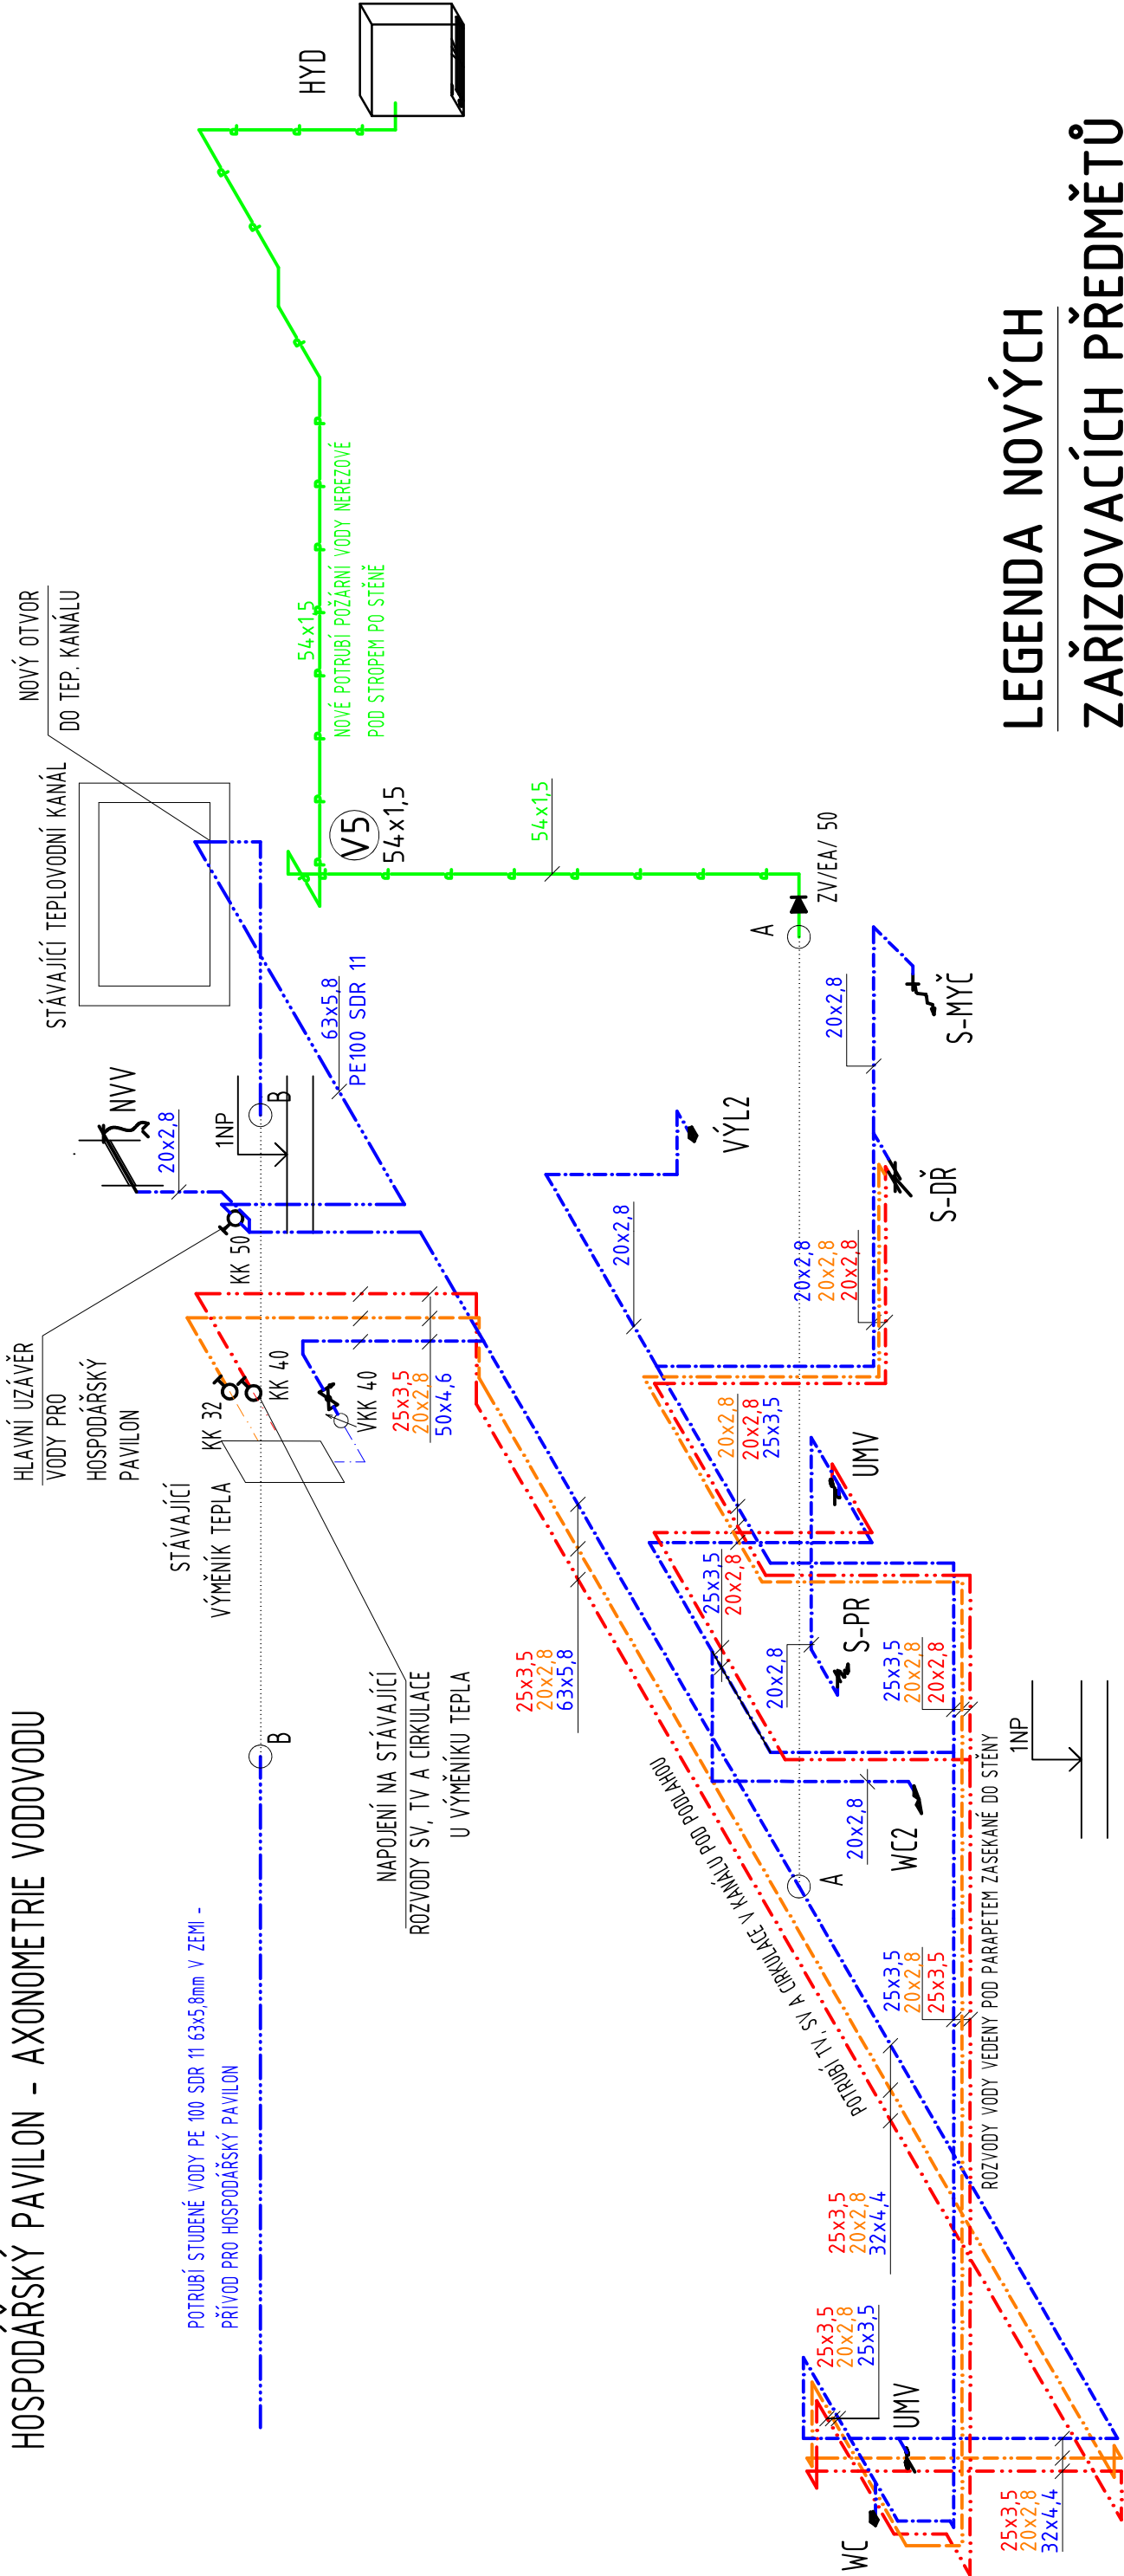 HOSPODÁŘSKÝ PAVILON - AXONOMETRIE VODOVODU
HLAVNÍ UZÁVĚR
VODY PRO
HOSPODÁŘSKÝ
PAVILON
NOVÝ OTVOR
DO TEP. KANÁLU
STÁVAJÍCÍ TEPLOVODNÍ KANÁL
NVV
20x2,8
1NP
B
KK 50
63x5,8
PE100 SDR 11
HYD
54x1,5
NOVÉ POTRUBÍ POŽÁRNÍ VODY NEREZOVÉ
POD STROPEM PO STĚNĚ
V5
54x1,5
54x1,5
ZV/EA/ 50
A
KK 32
KK 40
VKK 40
STÁVAJÍCÍ
VÝMĚNÍK TEPLA
25x3,5
20x2,8
50x4,6
B
POTRUBÍ STUDENÉ VODY PE 100 SDR 11 63x5,8mm V ZEMI -
PŘÍVOD PRO HOSPODÁŘSKÝ PAVILON
NAPOJENÍ NA STÁVAJÍCÍ
ROZVODY SV, TV A CIRKULACE
U VÝMĚNÍKU TEPLA
25x3,5
20x2,8
63x5,8
20x2,8
VÝL2
20x2,8
S-MYČ
20x2,8
20x2,8
20x2,8
S-DŘ
20x2,8
20x2,8
25x3,5
UMV
25x3,5
20x2,8
20x2,8
S-PR
25x3,5
20x2,8
20x2,8
1NP
POTRUBÍ TV, SV A CIRKULACE V KANÁLU POD PODLAHOU
A
20x2,8
WC2
25x3,5
20x2,8
25x3,5
ROZVODY VODY VEDENY POD PARAPETEM ZASEKANÉ DO STĚNY
25x3,5
20x2,8
32x4,4
25x3,5
20x2,8
25x3,5
UMV
WC
25x3,5
20x2,8
32x4,4
LEGENDA NOVÝCH
ZAŘIZOVACÍCH PŘEDMĚTŮ